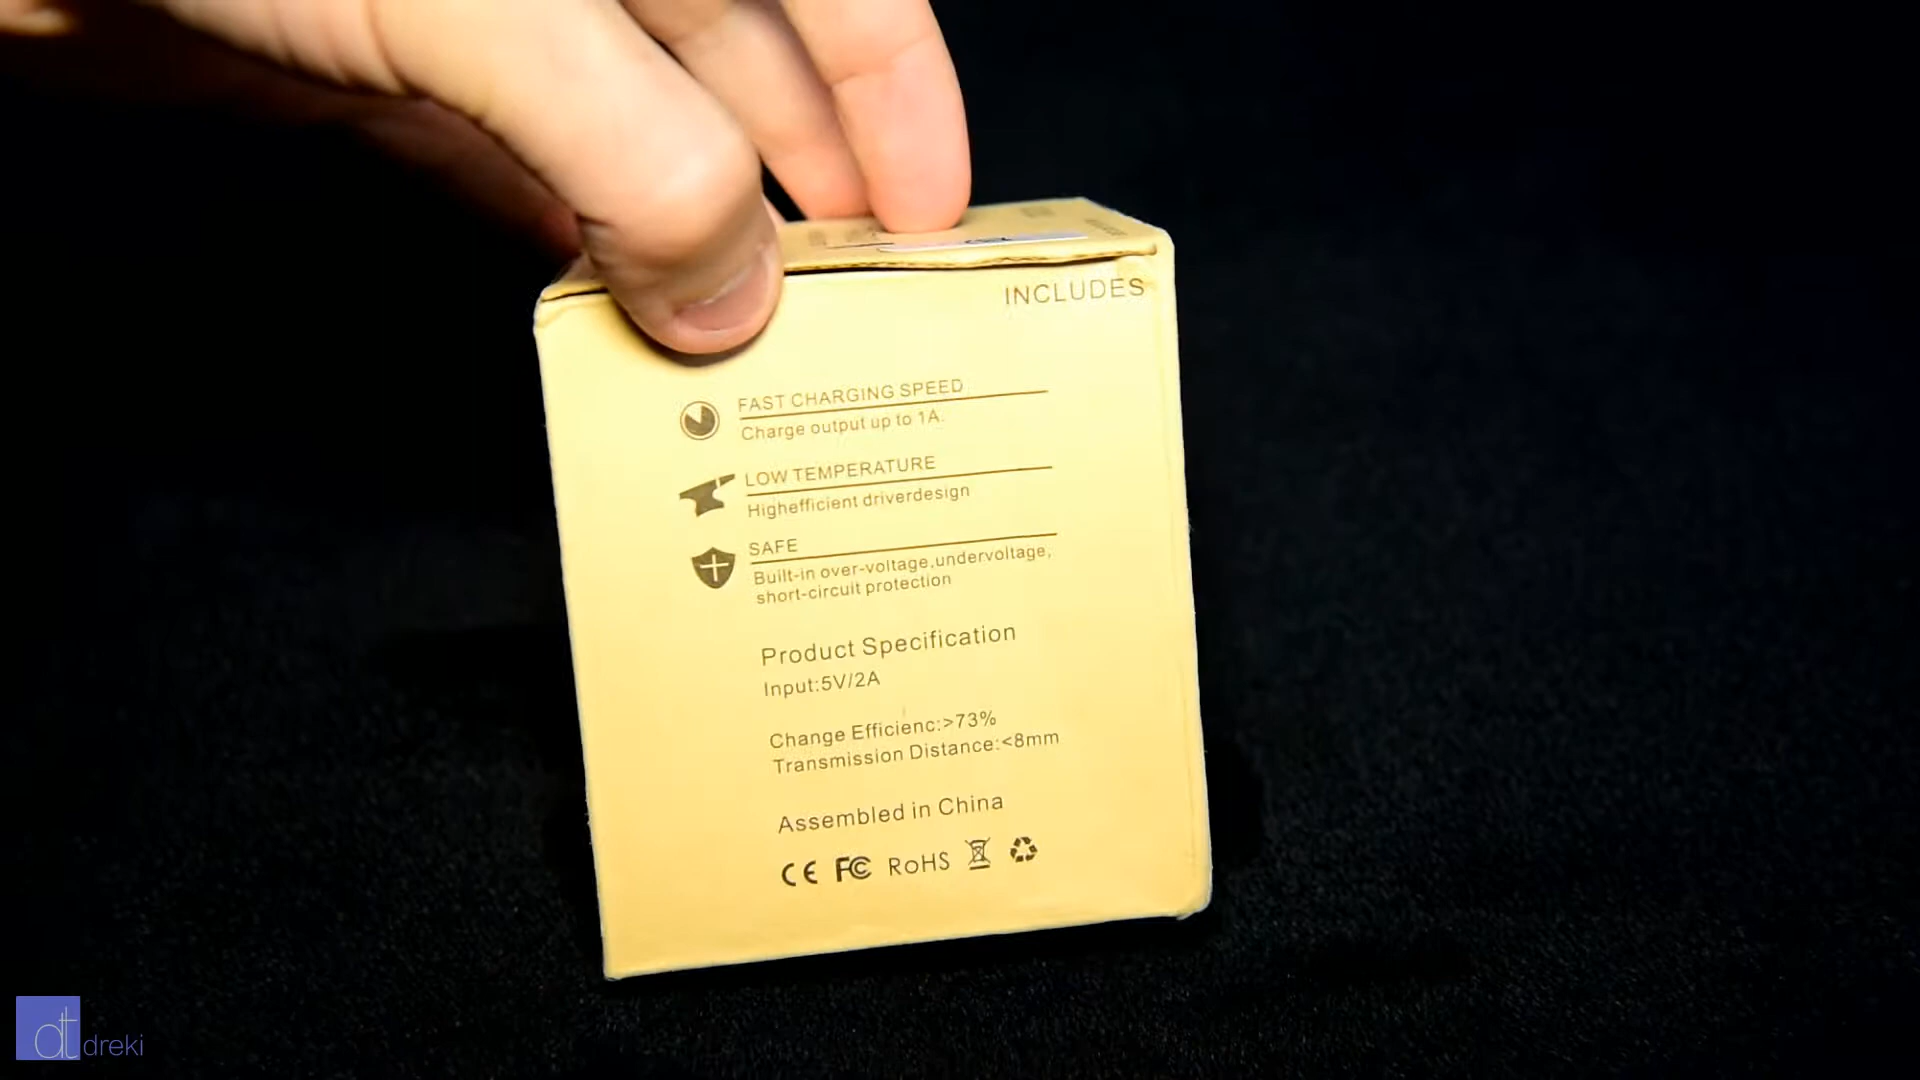 INCLUDES
FAST CHARGING SPEED
Charge output up to 1A.
LOW TEMPERATURE
Highefficient driverdesign
SAFE
Built-in over-voltage,undervoltage,
short-circuit protection
Product Specification
Input:5V/2A
Change Efficienc:>73%
Transmission Distance:<8mm
Assembled in China
CE FC RoHS
dt dreki